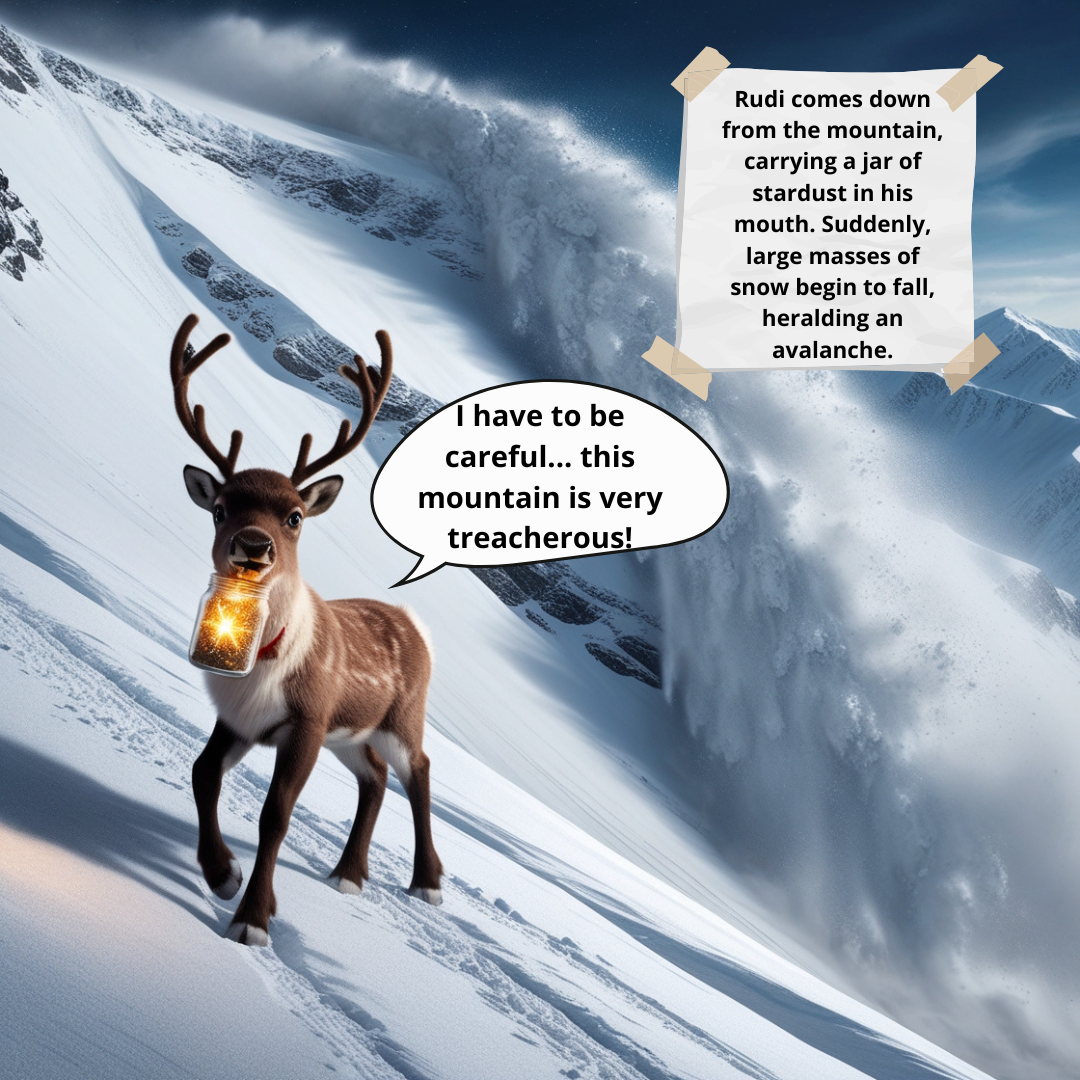 Rudi comes down
from the mountain,
carrying a jar of
stardust in his
mouth. Suddenly,
large masses of
snow begin to fall,
heralding an
avalanche.
I have to be
careful... this
mountain is very
treacherous!